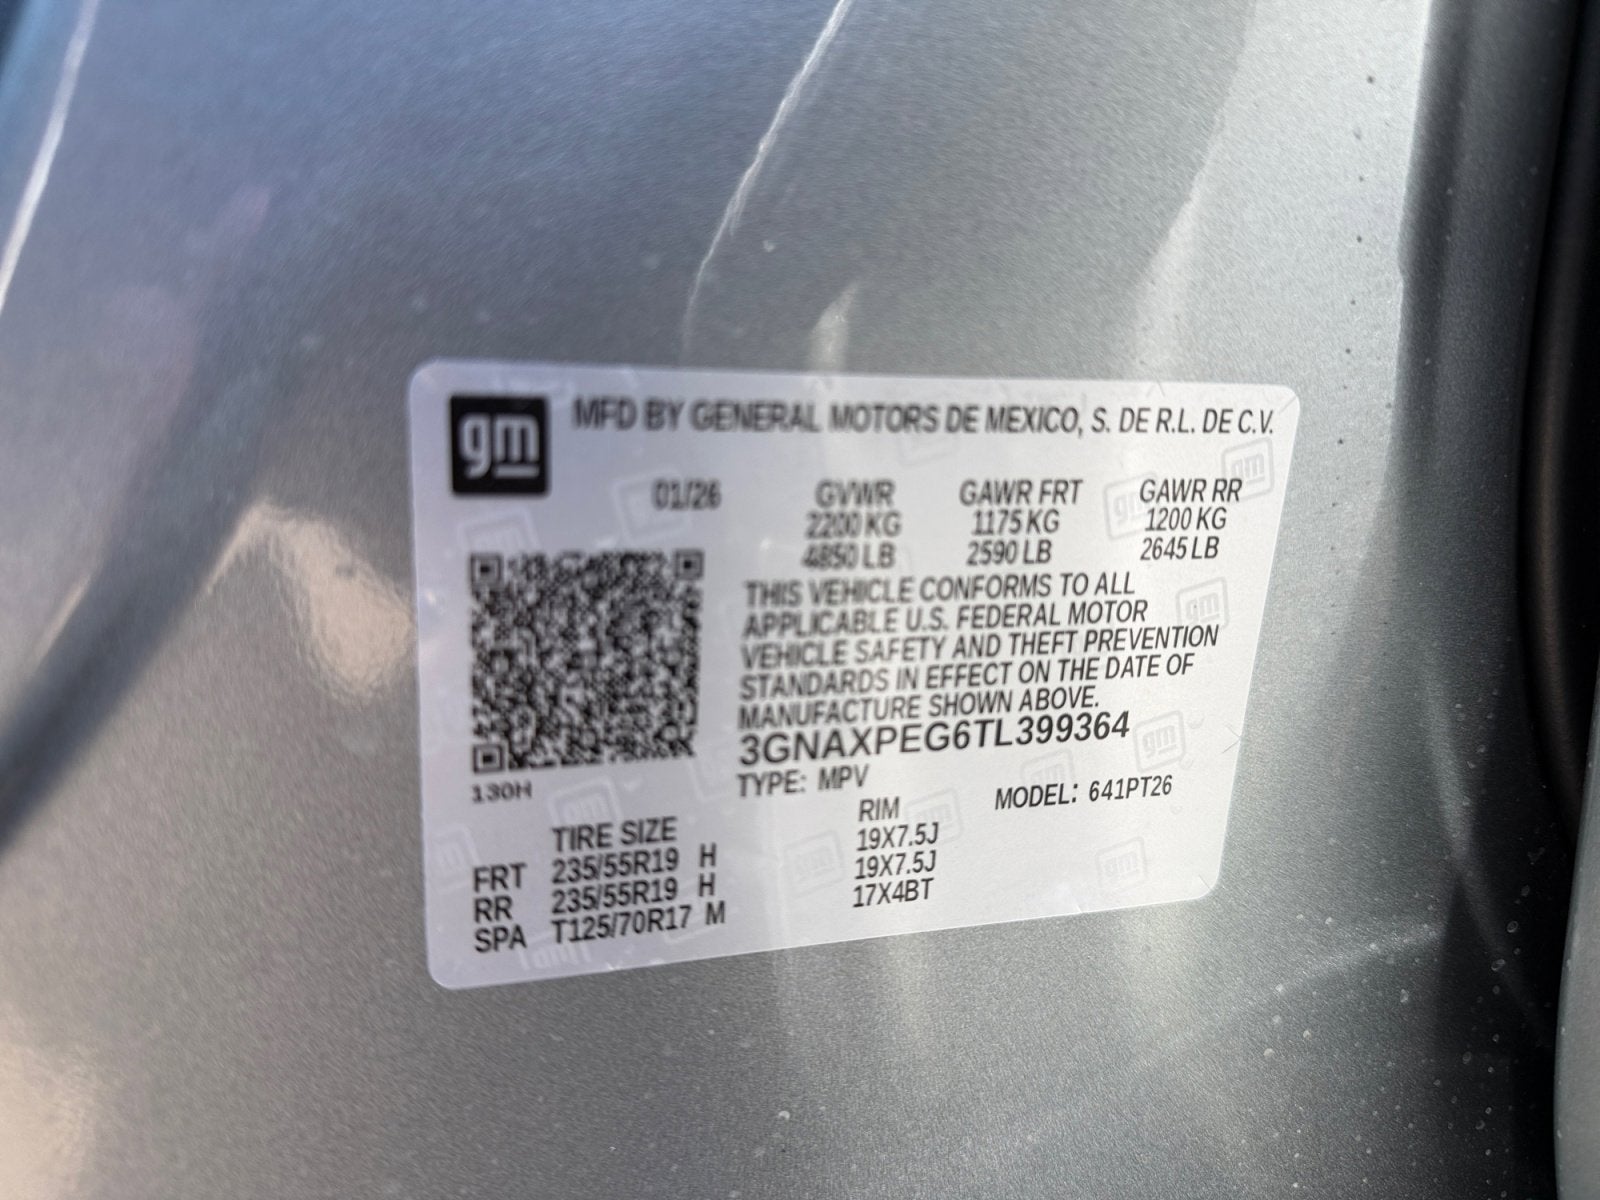 gm
MFD BY GENERAL MOTORS DE MEXICO, S. DE R.L. DE C.V.
01/26 GVWR GAWR FRT GAWR RR
2200 KG 1175 KG 1200 KG
4850 LB 2590 LB 2645 LB
THIS VEHICLE CONFORMS TO ALL
APPLICABLE U.S. FEDERAL MOTOR
VEHICLE SAFETY AND THEFT PREVENTION
STANDARDS IN EFFECT ON THE DATE OF
MANUFACTURE SHOWN ABOVE.
3GNAXPEG6TL399364
TYPE: MPV MODEL: 641PT26
130H
TIRE SIZE RIM
FRT 235/55R19 H 19X7.5J
RR 235/55R19 H 19X7.5J
SPA T125/70R17 M 17X4BT